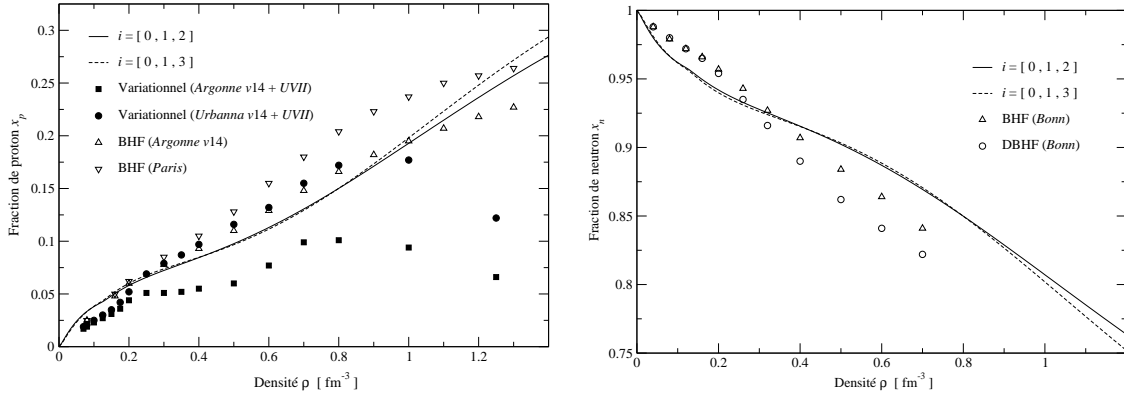 0.3
0.25
0.2
0.15
0.1
0.05
0
Fraction de proton x_p
i = [ 0 , 1 , 2 ]
i = [ 0 , 1 , 3 ]
Variationnel (Argonne v14 + UVII)
Variationnel (Urbanna v14 + UVII)
BHF (Argonne v14)
BHF (Paris)
0 0.2 0.4 0.6 0.8 1 1.2
Densité ρ [ fm⁻³ ]
1
0.95
0.9
0.85
0.8
0.75
Fraction de neutron x_n
i = [ 0 , 1 , 2 ]
i = [ 0 , 1 , 3 ]
BHF (Bonn)
DBHF (Bonn)
0 0.2 0.4 0.6 0.8 1
Densité ρ [ fm⁻³ ]